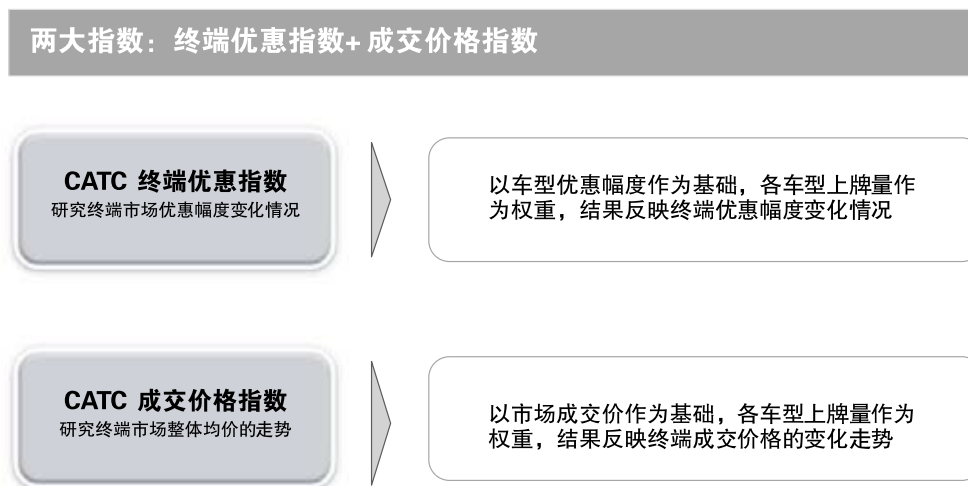 两大指数：终端优惠指数+成交价格指数
CATC 终端优惠指数
研究终端市场优惠幅度变化情况
以车型优惠幅度作为基础，各车型上牌量作
为权重，结果反映终端优惠幅度变化情况
CATC 成交价格指数
研究终端市场整体均价的走势
以市场成交价作为基础，各车型上牌量作为
权重，结果反映终端成交价格的变化走势